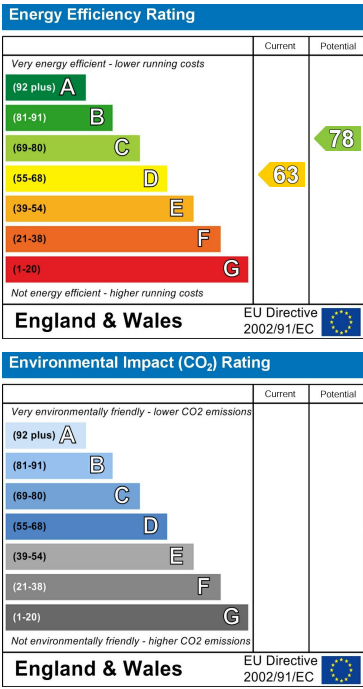 Energy Efficiency Rating
Current Potential
Very energy efficient - lower running costs
(92 plus) A
(81-91) B
(69-80) C
(55-68) D
(39-54) E
(21-38) F
(1-20) G
63
78
Not energy efficient - higher running costs
England & Wales
EU Directive
2002/91/EC
Environmental Impact (CO₂) Rating
Current Potential
Very environmentally friendly - lower CO2 emissions
(92 plus) A
(81-91) B
(69-80) C
(55-68) D
(39-54) E
(21-38) F
(1-20) G
Not environmentally friendly - higher CO2 emissions
England & Wales
EU Directive
2002/91/EC